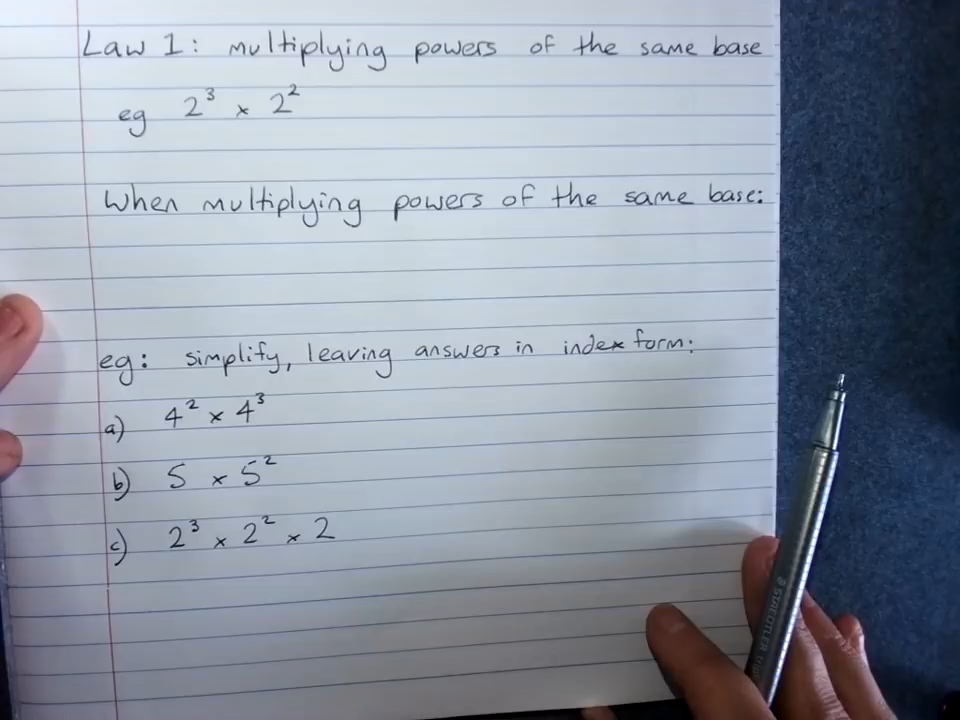 Law 1: multiplying powers of the same base
eg 2³ × 2²
When multiplying powers of the same base:
eg: simplify, leaving answers in index form:
a) 4² × 4³
b) 5 × 5²
c) 2³ × 2² × 2
STAEDTLER